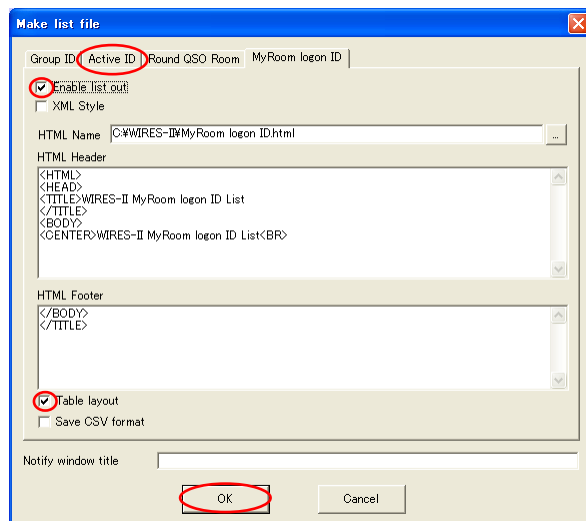 Make list file
Group ID Active ID Round QSO Room MyRoom logon ID
Enable list out
XML Style
HTML Name C:¥WIRES-II¥MyRoom logon ID.html ...
HTML Header
<HTML>
<HEAD>
<TITLE>WIRES-II MyRoom logon ID List
</TITLE>
<BODY>
<CENTER>WIRES-II MyRoom logon ID List<BR>
HTML Footer
</BODY>
</TITLE>
Table layout
Save CSV format
Notify window title
OK Cancel